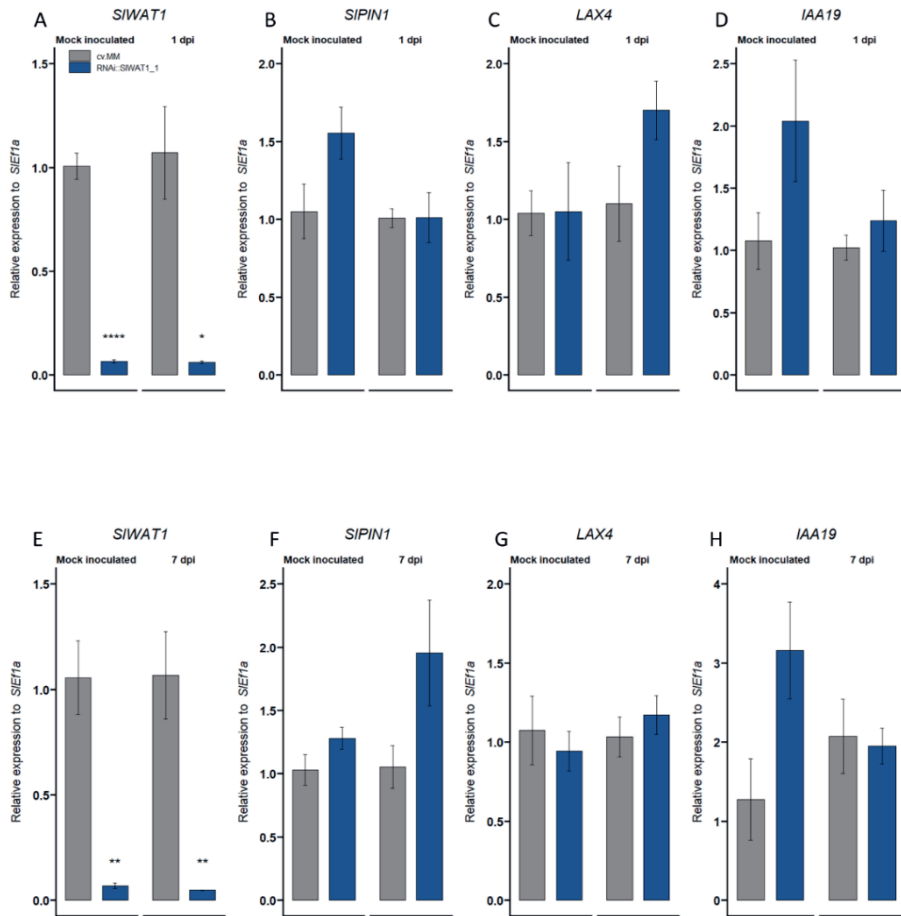 A SlWAT1
Mock inoculated 1 dpi
cv.MM
RNAi::SlWAT1_1
Relative expression to SlEf1a
1.5
1.0
0.5
0.0
****
*
B SlPIN1
Mock inoculated 1 dpi
Relative expression to SlEf1a
2.0
1.5
1.0
0.5
0.0
C LAX4
Mock inoculated 1 dpi
Relative expression to SlEf1a
2.0
1.5
1.0
0.5
0.0
D IAA19
Mock inoculated 1 dpi
Relative expression to SlEf1a
2.5
2.0
1.5
1.0
0.5
0.0
E SlWAT1
Mock inoculated 7 dpi
Relative expression to SlEf1a
1.5
1.0
0.5
0.0
**
**
F SlPIN1
Mock inoculated 7 dpi
Relative expression to SlEf1a
2.5
2.0
1.5
1.0
0.5
0.0
G LAX4
Mock inoculated 7 dpi
Relative expression to SlEf1a
2.0
1.5
1.0
0.5
0.0
H IAA19
Mock inoculated 7 dpi
Relative expression to SlEf1a
4
3
2
1
0